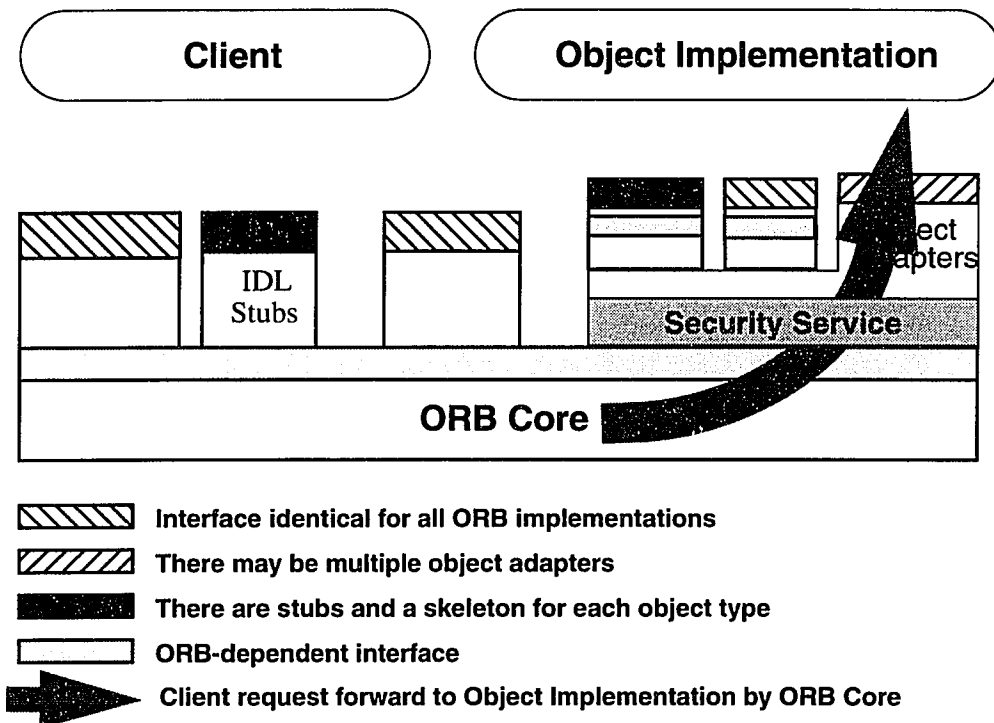 Client
Object Implementation
IDL
Stubs
ject
apters
Security Service
ORB Core
Interface identical for all ORB implementations
There may be multiple object adapters
There are stubs and a skeleton for each object type
ORB-dependent interface
Client request forward to Object Implementation by ORB Core